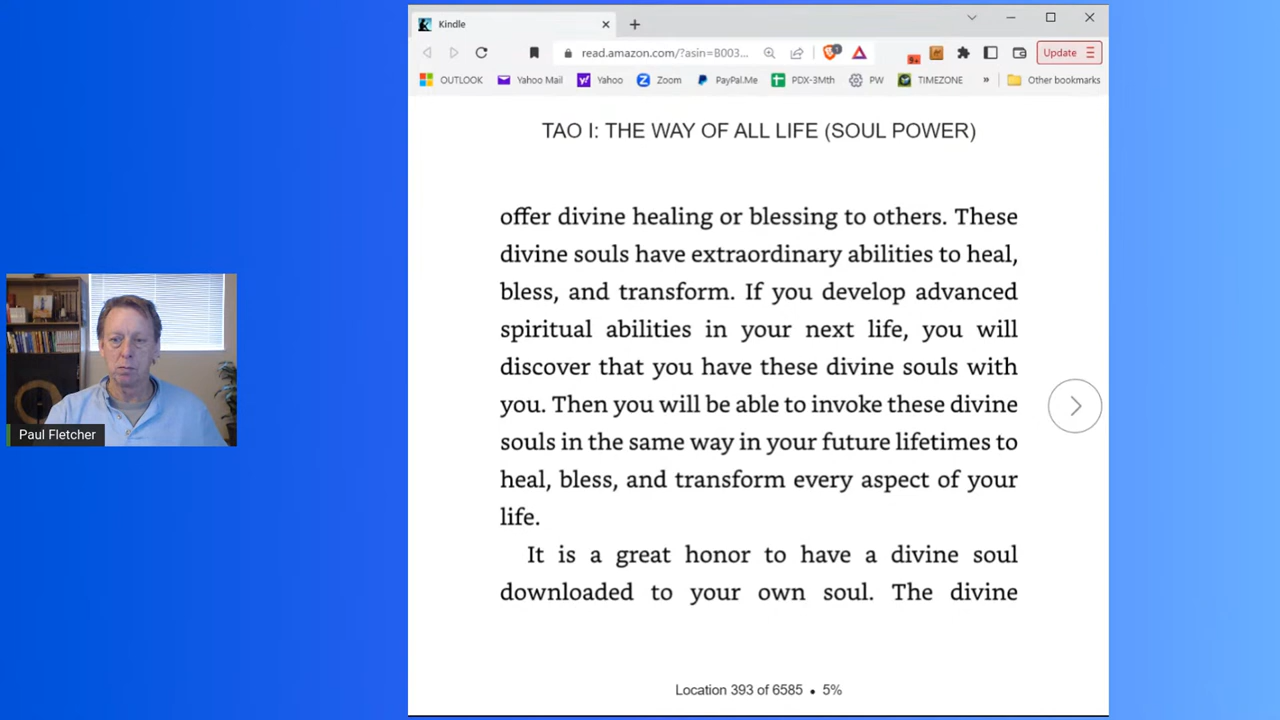 Kindle
read.amazon.com/?asin=B003...
1
9+
Update
OUTLOOK
Yahoo Mail
Yahoo
Zoom
PayPal.Me
PDX-3Mth
PW
TIMEZONE
»
Other bookmarks
TAO I: THE WAY OF ALL LIFE (SOUL POWER)
offer divine healing or blessing to others. These
divine souls have extraordinary abilities to heal,
bless, and transform. If you develop advanced
spiritual abilities in your next life, you will
discover that you have these divine souls with
you. Then you will be able to invoke these divine
souls in the same way in your future lifetimes to
heal, bless, and transform every aspect of your
life.
It is a great honor to have a divine soul
downloaded to your own soul. The divine
Location 393 of 6585 • 5%
Paul Fletcher